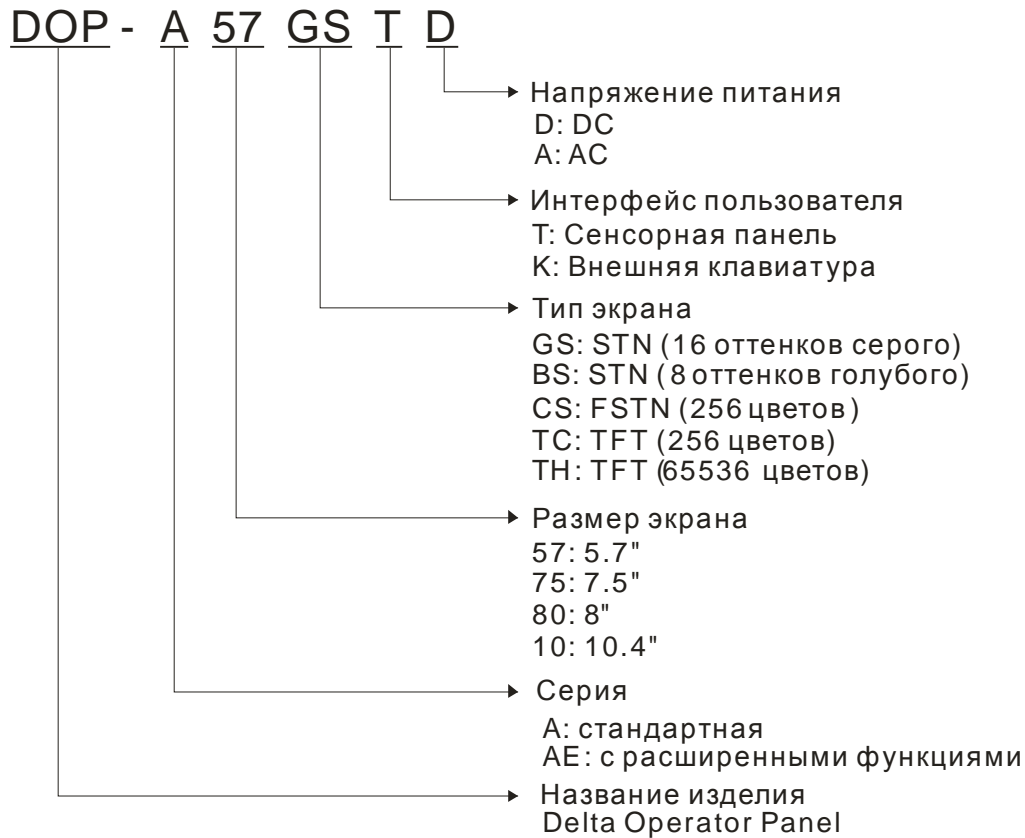 DOP - A 57 GS T D
Напряжение питания
D: DC
A: AC
Интерфейс пользователя
T: Сенсорная панель
K: Внешняя клавиатура
Тип экрана
GS: STN (16 оттенков серого)
BS: STN (8 оттенков голубого)
CS: FSTN (256 цветов)
TC: TFT (256 цветов)
TH: TFT (65536 цветов)
Размер экрана
57: 5.7"
75: 7.5"
80: 8"
10: 10.4"
Серия
A: стандартная
AE: с расширенными функциями
Название изделия
Delta Operator Panel